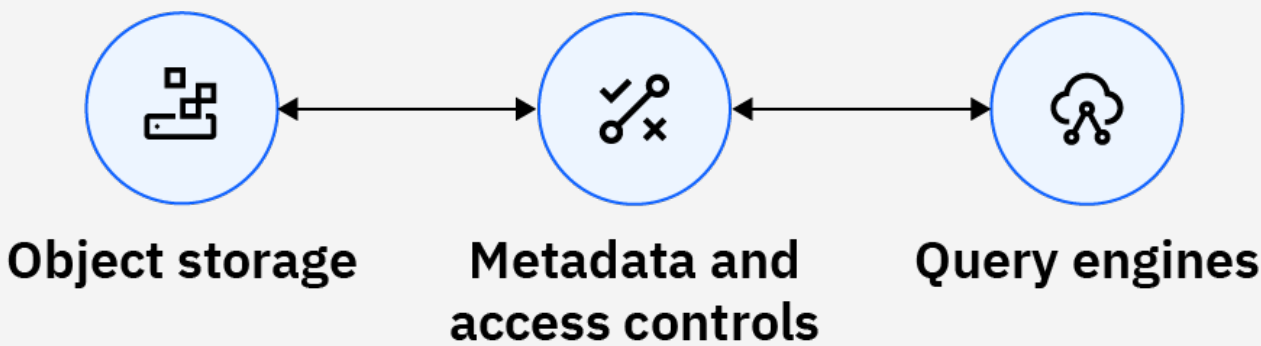 Object storage
Metadata and
access controls
Query engines